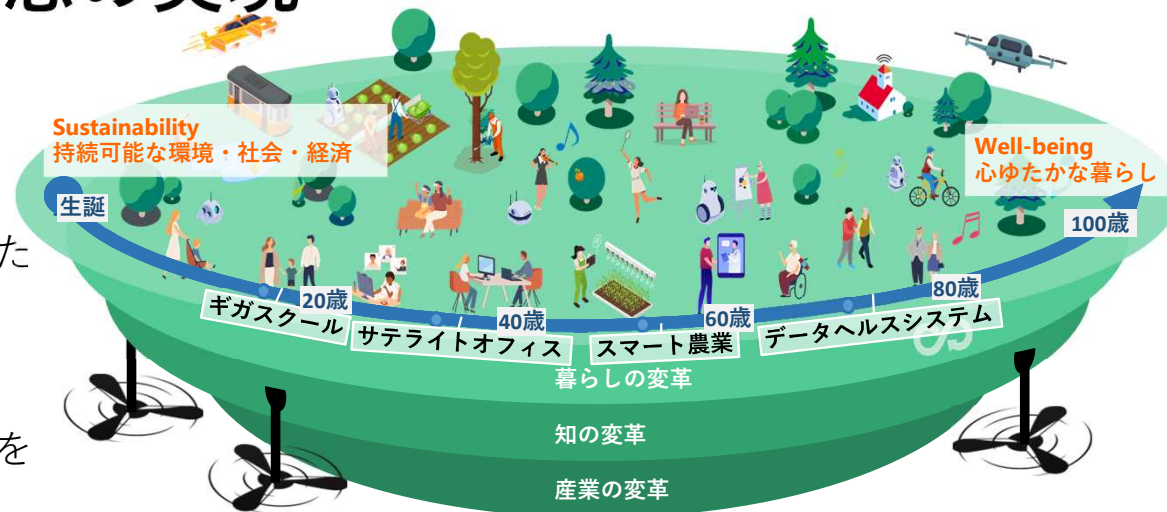 Sustainability
持続可能な環境・社会・経済
Well-being
心ゆたかな暮らし
生誕
100歳
た
20歳
80歳
ギガスクール
40歳
60歳
データヘルスシステム
サテライトオフィス
スマート農業
暮らしの変革
知の変革
を
産業の変革